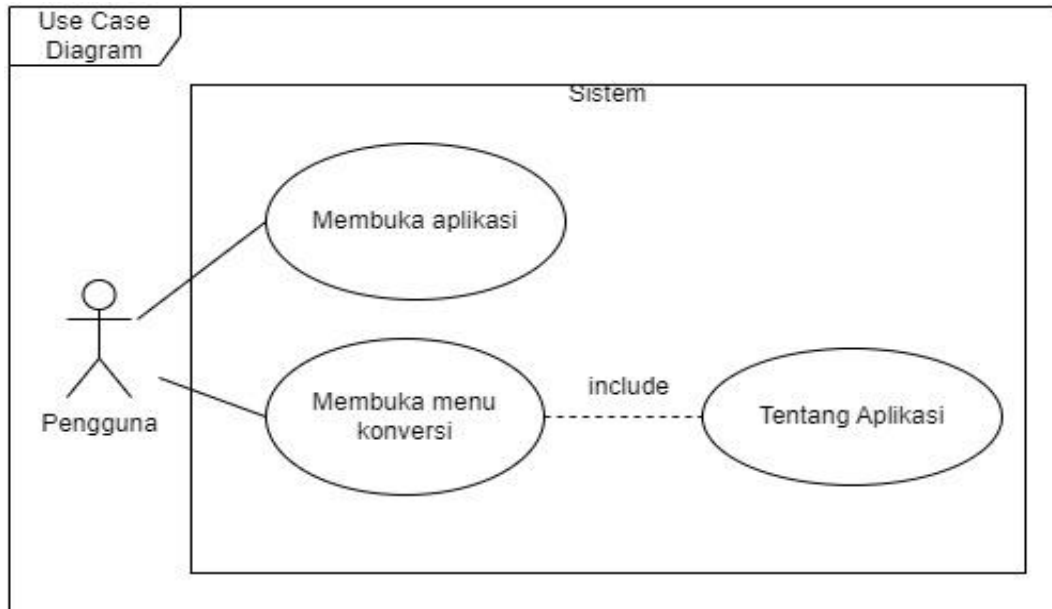 Use Case
Diagram
Sistem
Membuka aplikasi
Pengguna
Membuka menu
konversi
include
Tentang Aplikasi